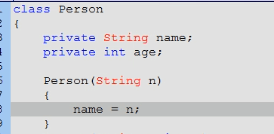 class Person
{
private String name;
private int age;
Person(String n)
{
name = n;
}